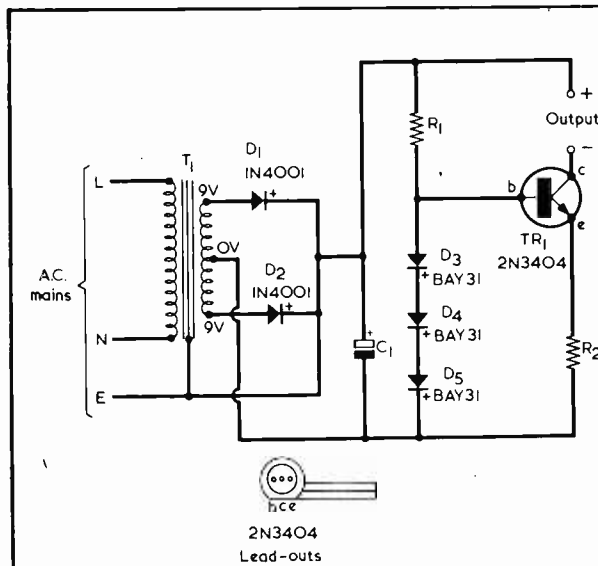 L
A.C. mains
N
E
T1
9V
0V
9V
D1
1N4001
+
D2
1N4001
+
+
C1
R1
D3
+BAY31
D4
+BAY31
D5
+BAY31
+
Output
−
c
b
e
TR1
2N3404
R2
b c e
2N3404
Lead-outs